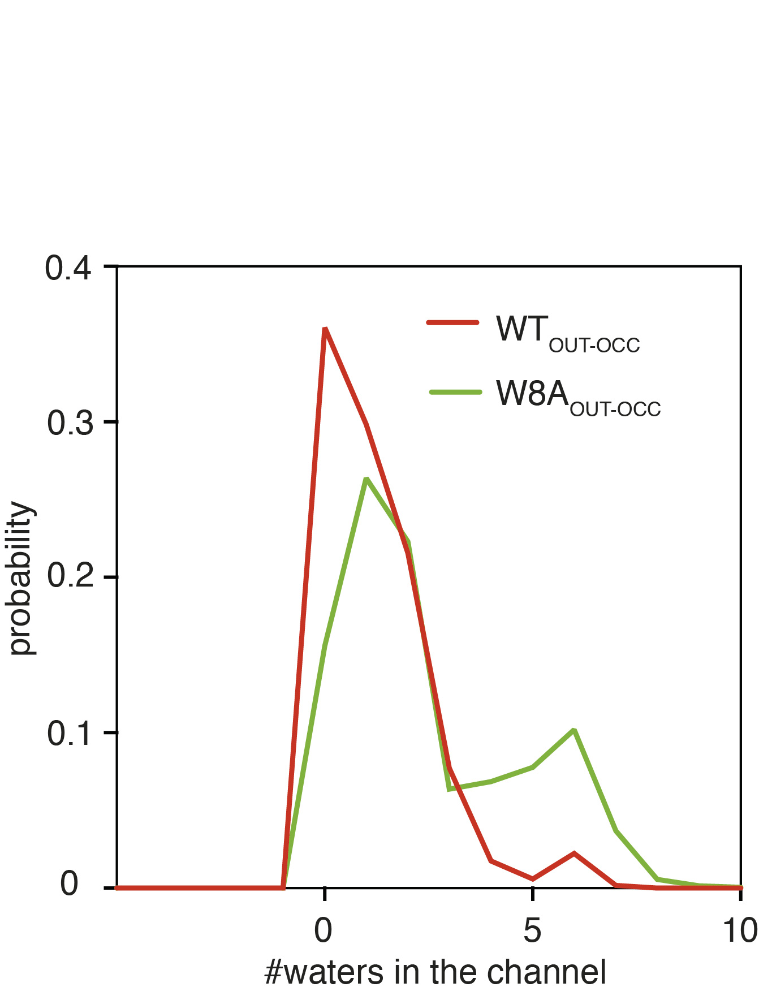 0.4
WT OUT-OCC
W8A OUT-OCC
0.3
0.2
0.1
0
probability
0 5 10
#waters in the channel